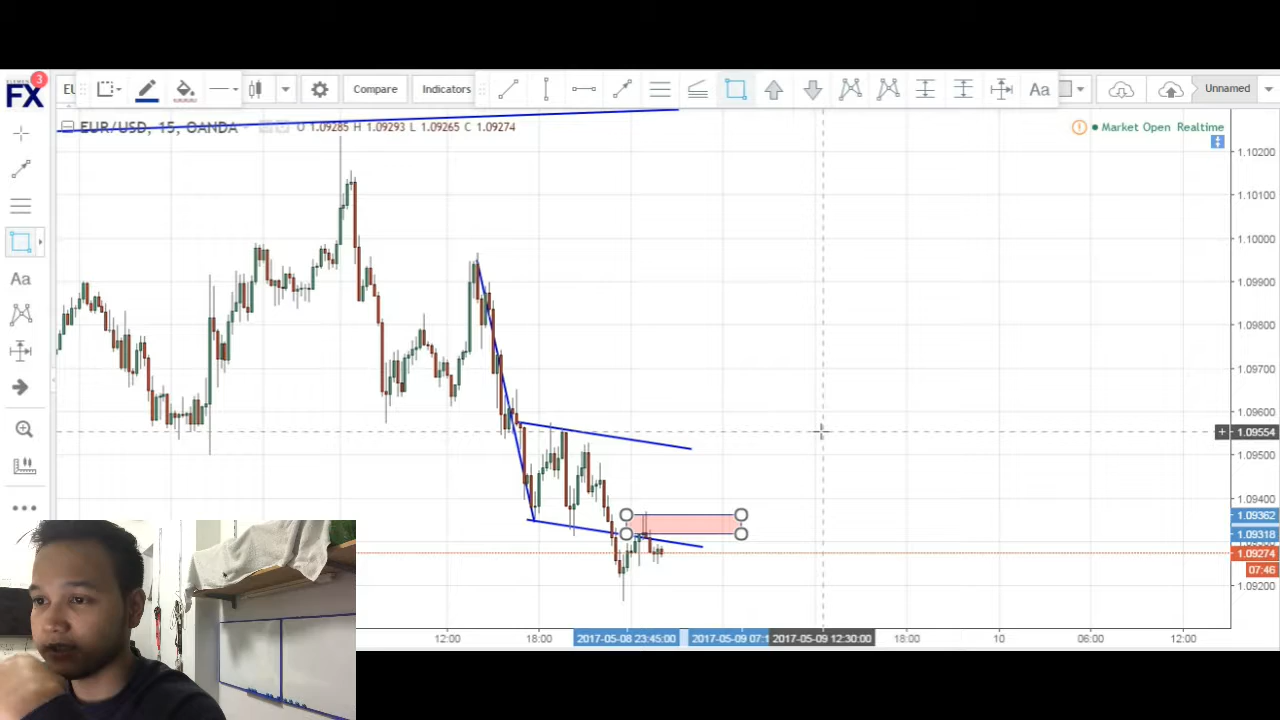 FX
3
EU
Compare
Indicators
Aa
Unnamed
EUR/USD, 15, OANDA
O 1.09285 H 1.09293 L 1.09265 C 1.09274
Market Open Realtime
Aa
1.10200
1.10100
1.10000
1.09900
1.09800
1.09700
1.09600
1.09554
1.09500
1.09400
1.09362
1.09318
1.09274
07:46
1.09200
12:00
18:00
2017-05-08 23:45:00
2017-05-09 07:1
2017-05-09 12:30:00
18:00
10
06:00
12:00